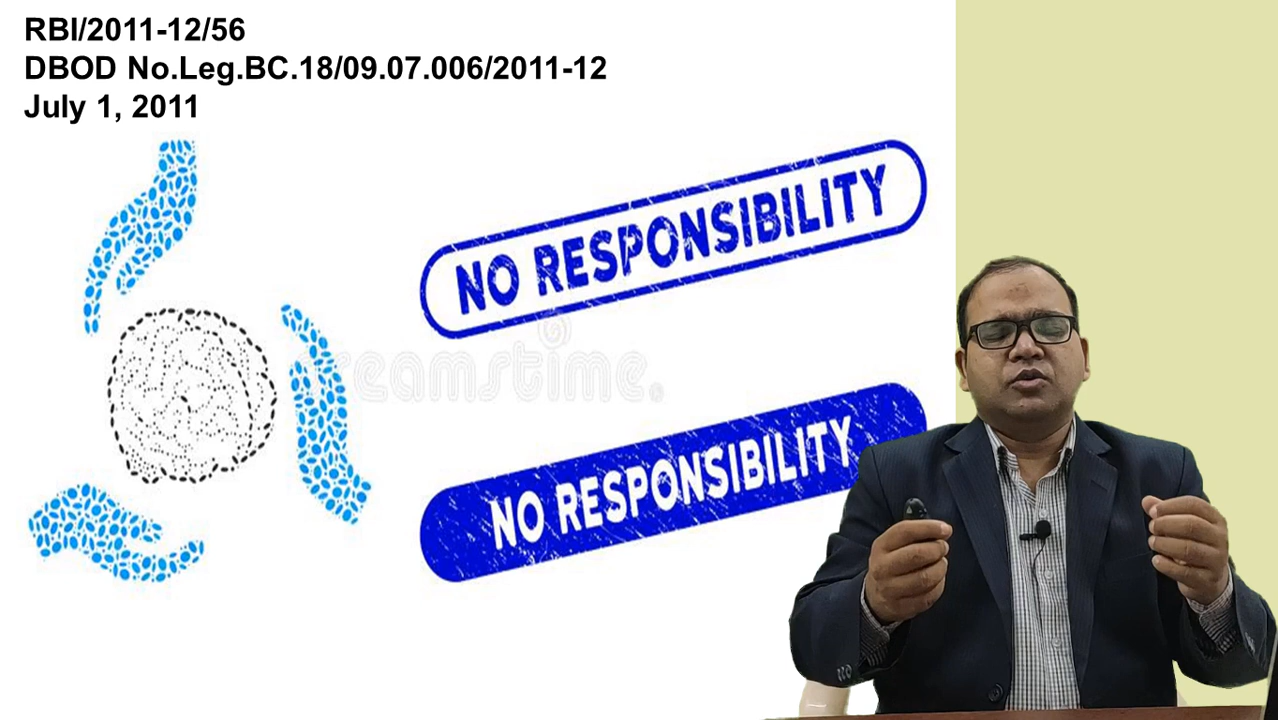 RBI/2011-12/56
DBOD No.Leg.BC.18/09.07.006/2011-12
July 1, 2011
NO RESPONSIBILITY
dreamstime.
NO RESPONSIBILITY